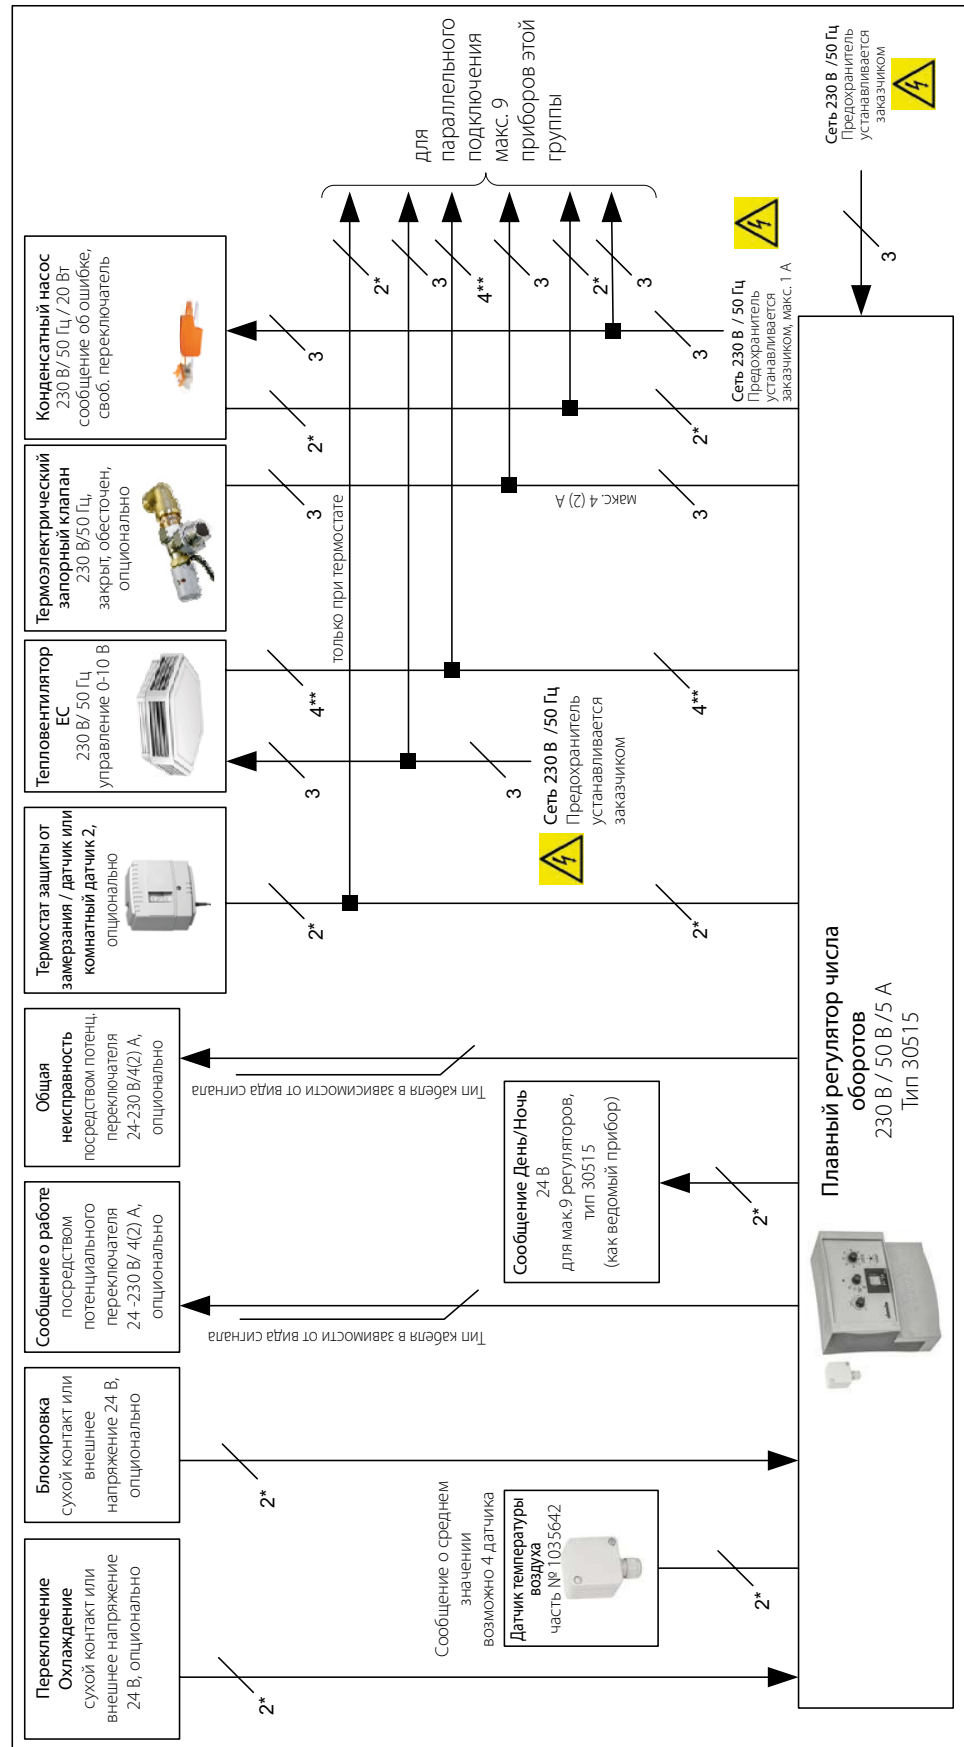 Переключение
Охлаждение
сухой контакт или
внешнее напряжение
24 В, опционально
Блокировка
сухой контакт или
внешнее
напряжение 24 В,
опционально
Сообщение о работе
посредством
потенциального
переключателя
24 -230 В/ 4(2) А,
опционально
Общая
неисправность
посредством потенц.
переключателя
24-230 В/4(2) А,
опционально
Термостат защиты от
замерзания / датчик или
комнатный датчик 2,
опционально
Тепловентилятор
ЕС
230 В/ 50 Гц
управление 0-10 В
Термоэлектрический
запорный клапан
230 В/50 Гц,
закрыт, обесточен,
опционально
Конденсатный насос
230 В/ 50 Гц / 20 Вт
сообщение об ошибке,
своб. переключатель
2*
2*
Тип кабеля в завимости от вида сигнала
Тип кабеля в зависимости от вида сигнала
2*
3
4**
3
2*
3
только при термостате
2*
3
4**
3
2*
3
для
параллельного
подключения
макс. 9
приборов этой
группы
Сообщение о среднем
значении
возможно 4 датчика
Датчик температуры
воздуха
часть № 1035642
2*
Сообщение День/Ночь
24 В
для мак.9 регуляторов,
тип 30515
(как ведомый прибор)
2*
2*
3
Сеть 230 В /50 Гц
Предохранитель
устанавливается
заказчиком
4**
макс. 4 (2) А
3
2*
3
Сеть 230 В / 50 Гц
Предохранитель
устанавливается
заказчиком, макс. 1 А
3
Сеть 230 В /50 Гц
Предохранитель
устанавливается
заказчиком
Плавный регулятор числа
оборотов
230 В / 50 В /5 А
Тип 30515